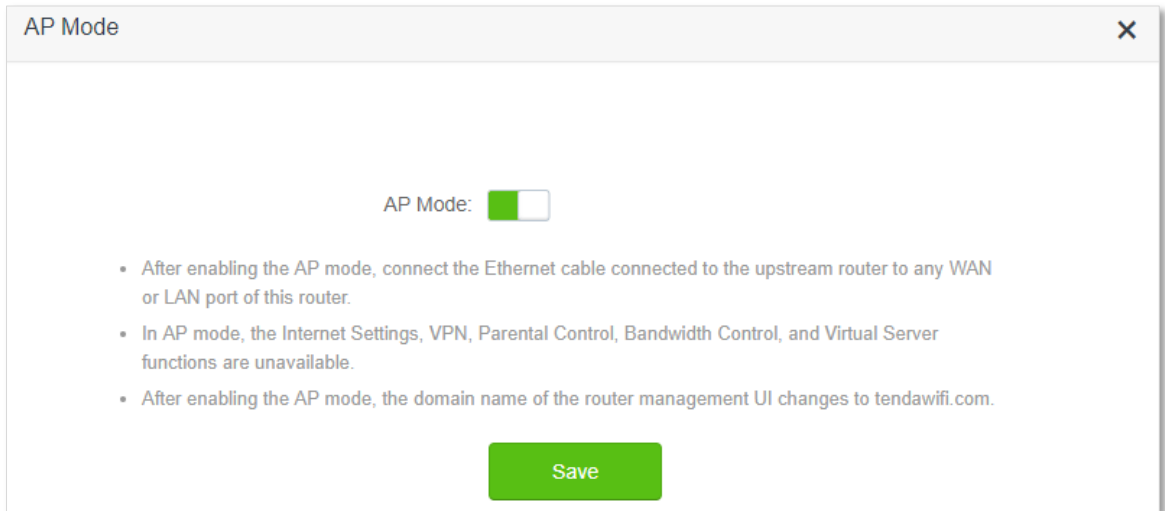 AP Mode
AP Mode:
• After enabling the AP mode, connect the Ethernet cable connected to the upstream router to any WAN
or LAN port of this router.
• In AP mode, the Internet Settings, VPN, Parental Control, Bandwidth Control, and Virtual Server
functions are unavailable.
• After enabling the AP mode, the domain name of the router management UI changes to tendawifi.com.
Save